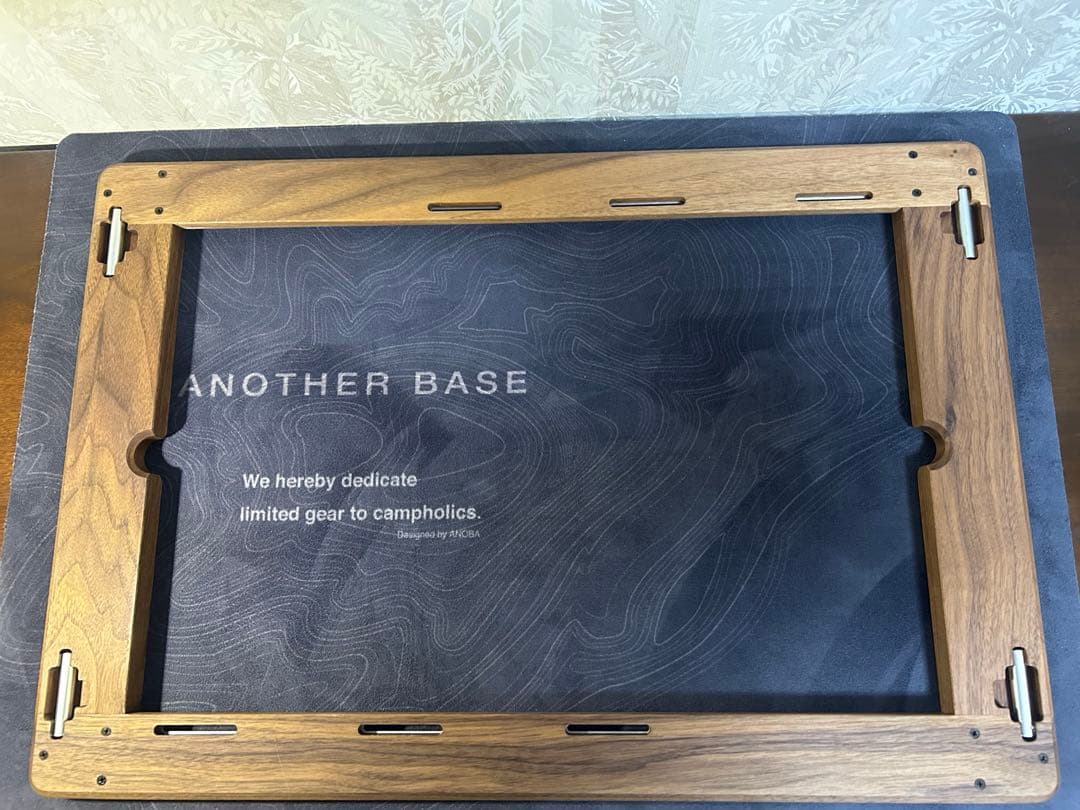 ANOTHER BASE
We hereby dedicate
limited gear to campholics.
Designed by ANOBA